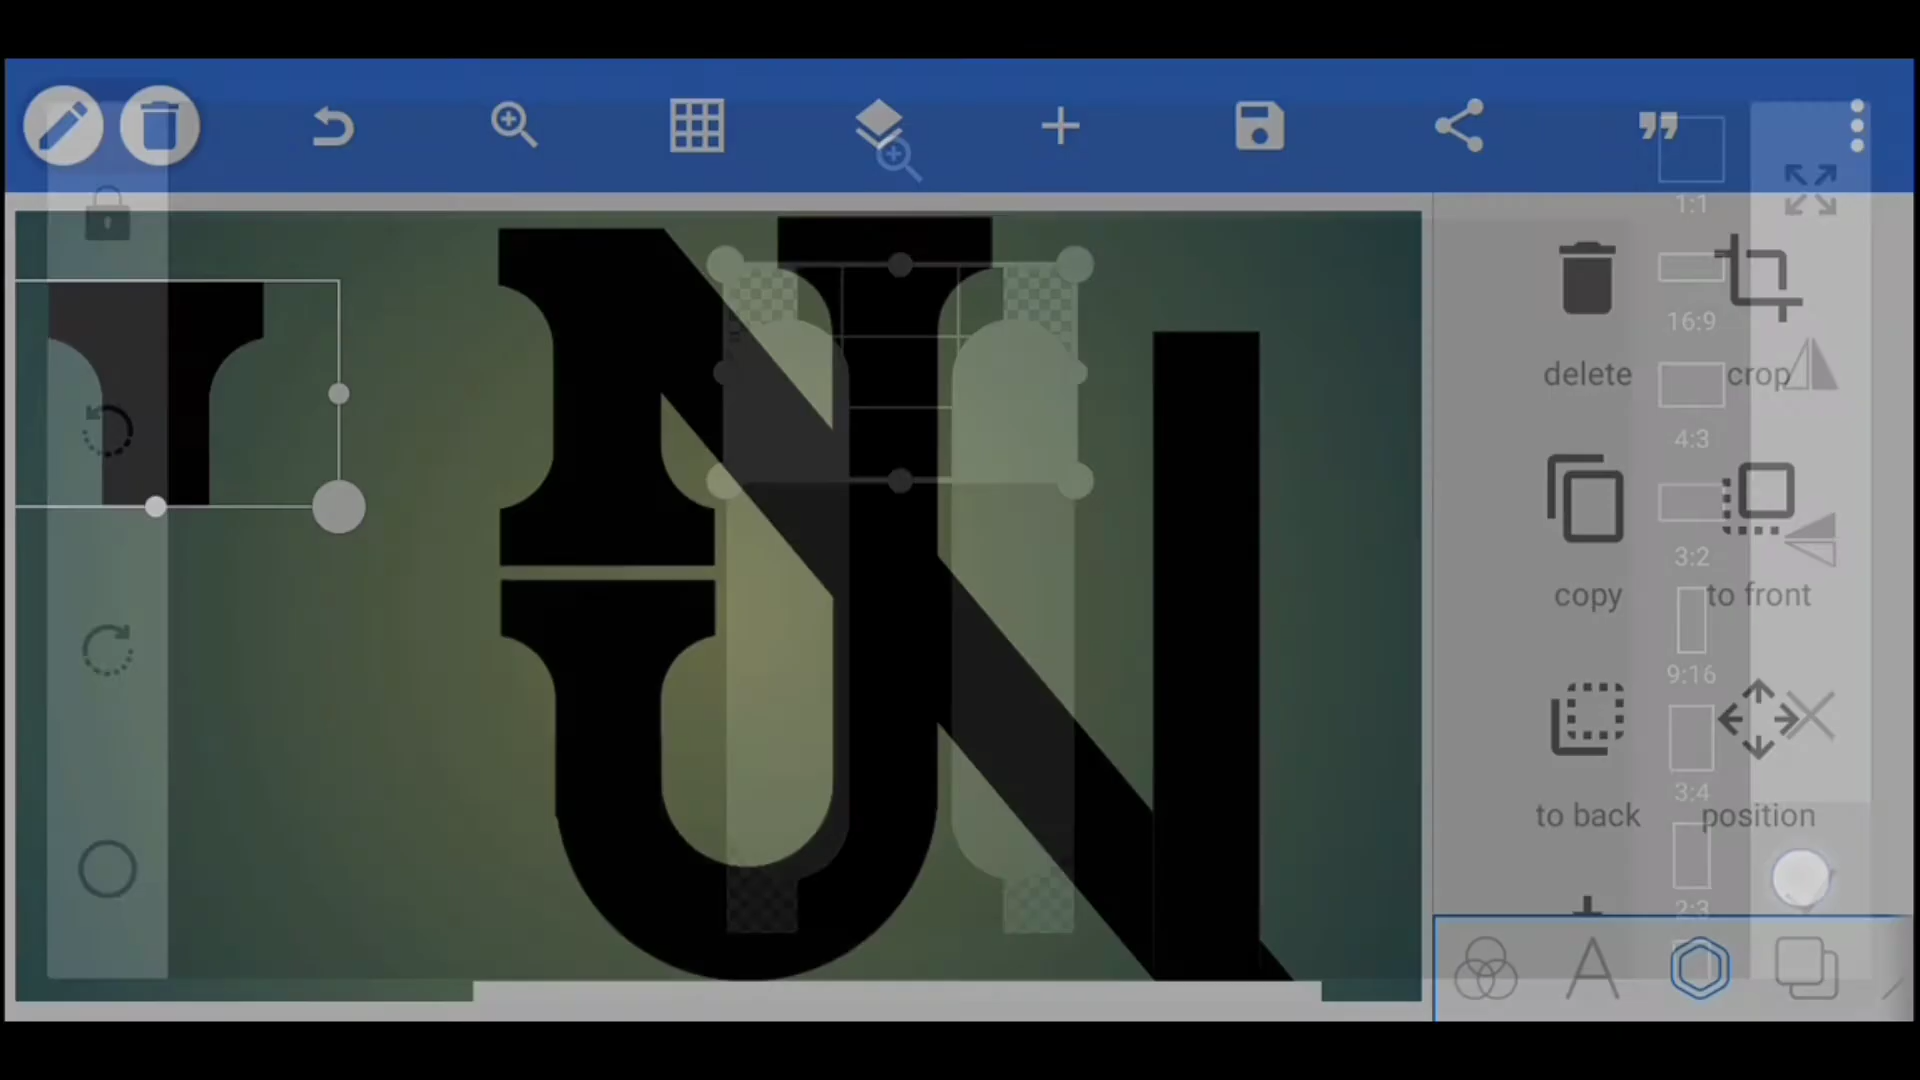 1:1
16:9
delete
crop
4:3
3:2
copy
to front
9:16
3:4
to back
position
2:3